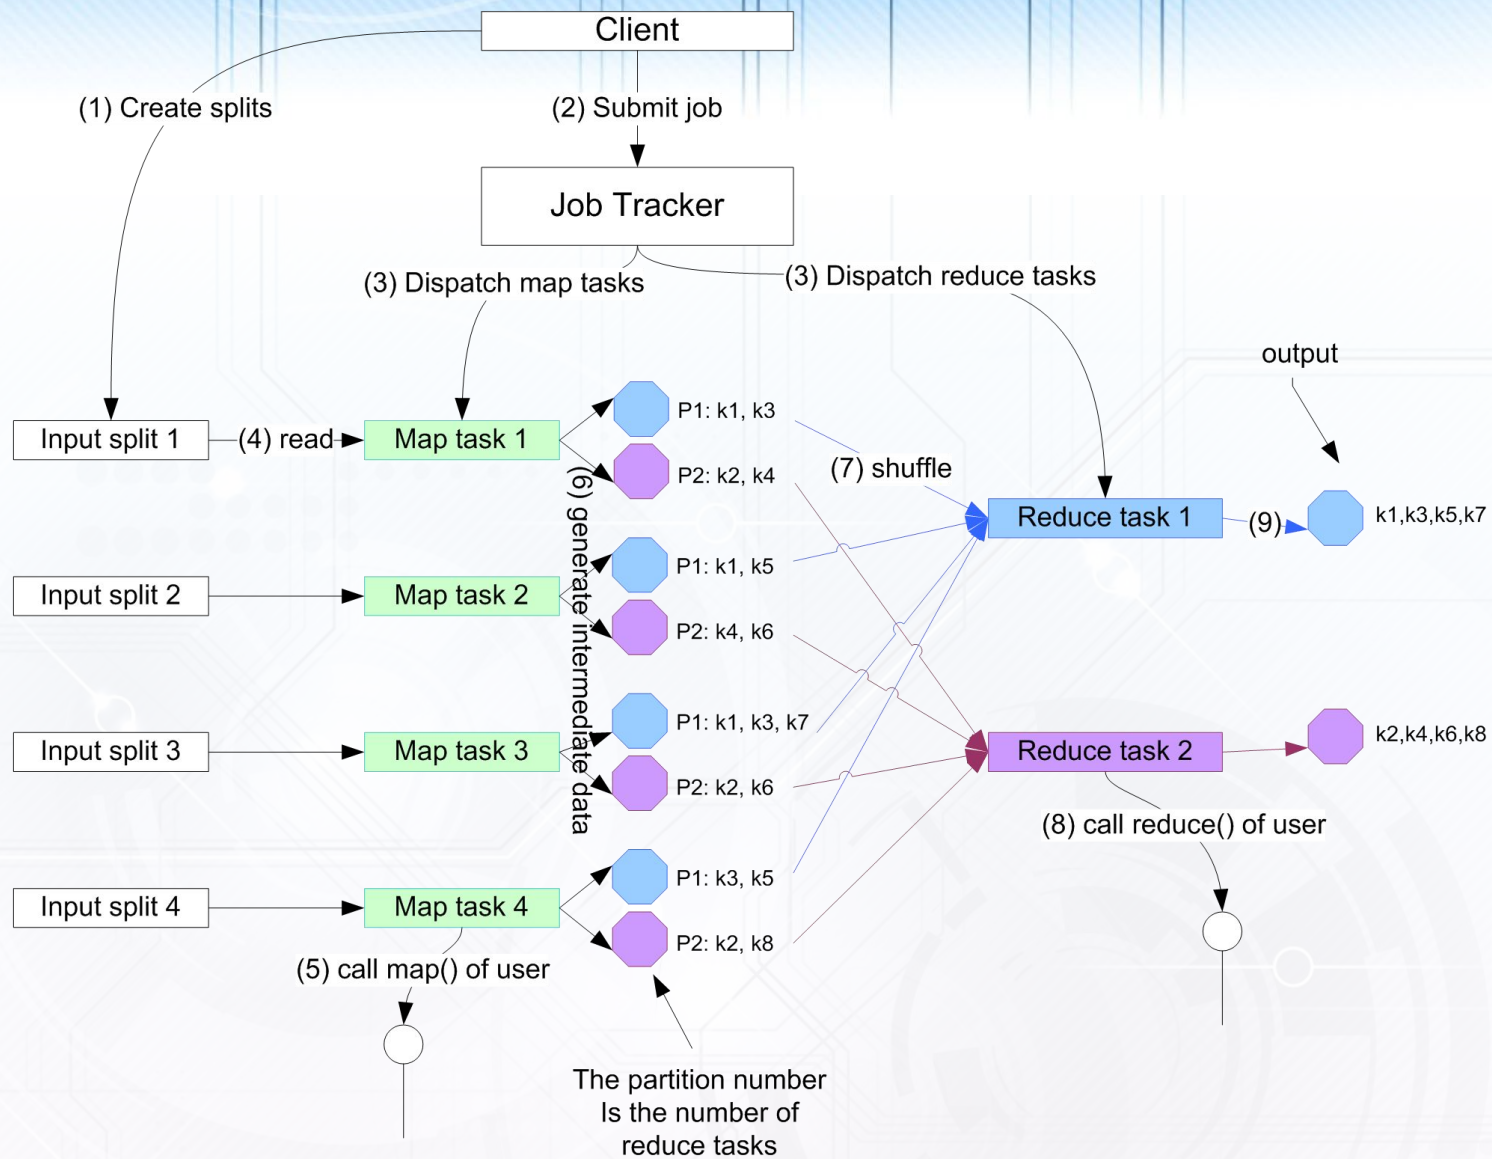 Client
(1) Create splits
(2) Submit job
Job Tracker
(3) Dispatch map tasks
(3) Dispatch reduce tasks
output
Input split 1
(4) read
Map task 1
P1: k1, k3
P2: k2, k4
(7) shuffle
Reduce task 1
(9)
k1,k3,k5,k7
(6) generate intermediate data
Input split 2
Map task 2
P1: k1, k5
P2: k4, k6
Input split 3
Map task 3
P1: k1, k3, k7
P2: k2, k6
Reduce task 2
k2,k4,k6,k8
(8) call reduce() of user
Input split 4
Map task 4
P1: k3, k5
P2: k2, k8
(5) call map() of user
The partition number
Is the number of
reduce tasks